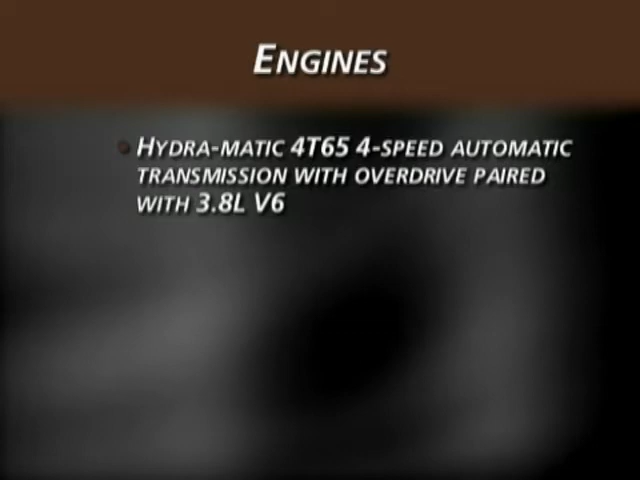 ENGINES
• HYDRA-MATIC 4T65 4-SPEED AUTOMATIC
TRANSMISSION WITH OVERDRIVE PAIRED
WITH 3.8L V6